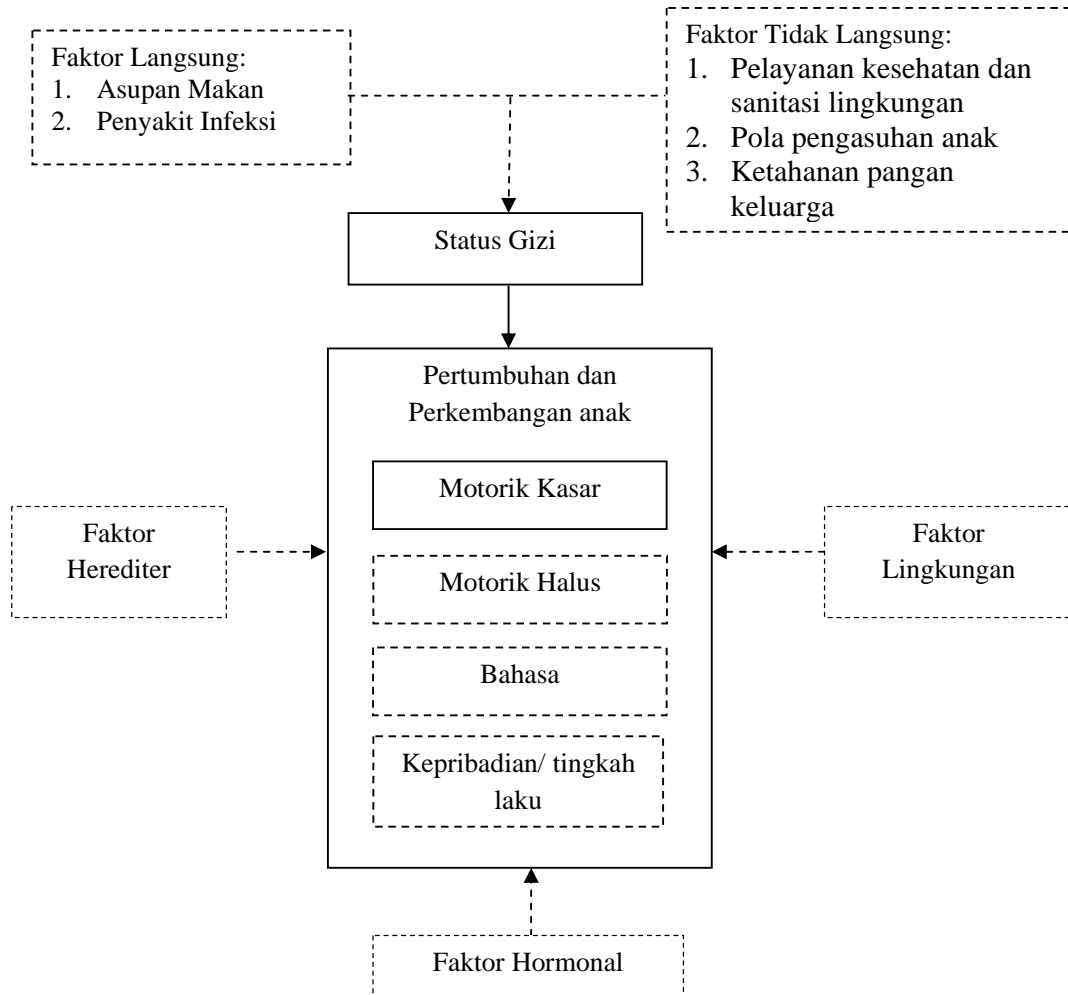 Faktor Langsung:
1. Asupan Makan
2. Penyakit Infeksi
Faktor Tidak Langsung:
1. Pelayanan kesehatan dan
sanitasi lingkungan
2. Pola pengasuhan anak
3. Ketahanan pangan
keluarga
Status Gizi
Pertumbuhan dan
Perkembangan anak
Motorik Kasar
Faktor
Herediter
Faktor
Lingkungan
Motorik Halus
Bahasa
Kepribadian/ tingkah
laku
Faktor Hormonal